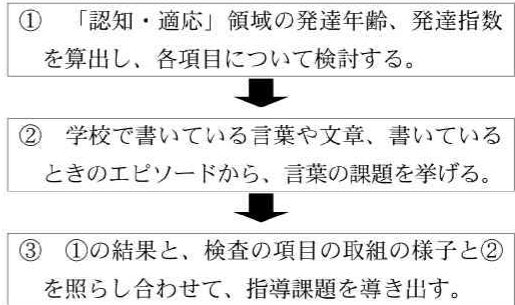 ① 「認知・適応」領域の発達年齢、発達指数
を算出し、各項目について検討する。
② 学校で書いている言葉や文章、書いている
ときのエピソードから、言葉の課題を挙げる。
③ ①の結果と、検査の項目の取組の様子と②
を照らし合わせて、指導課題を導き出す。